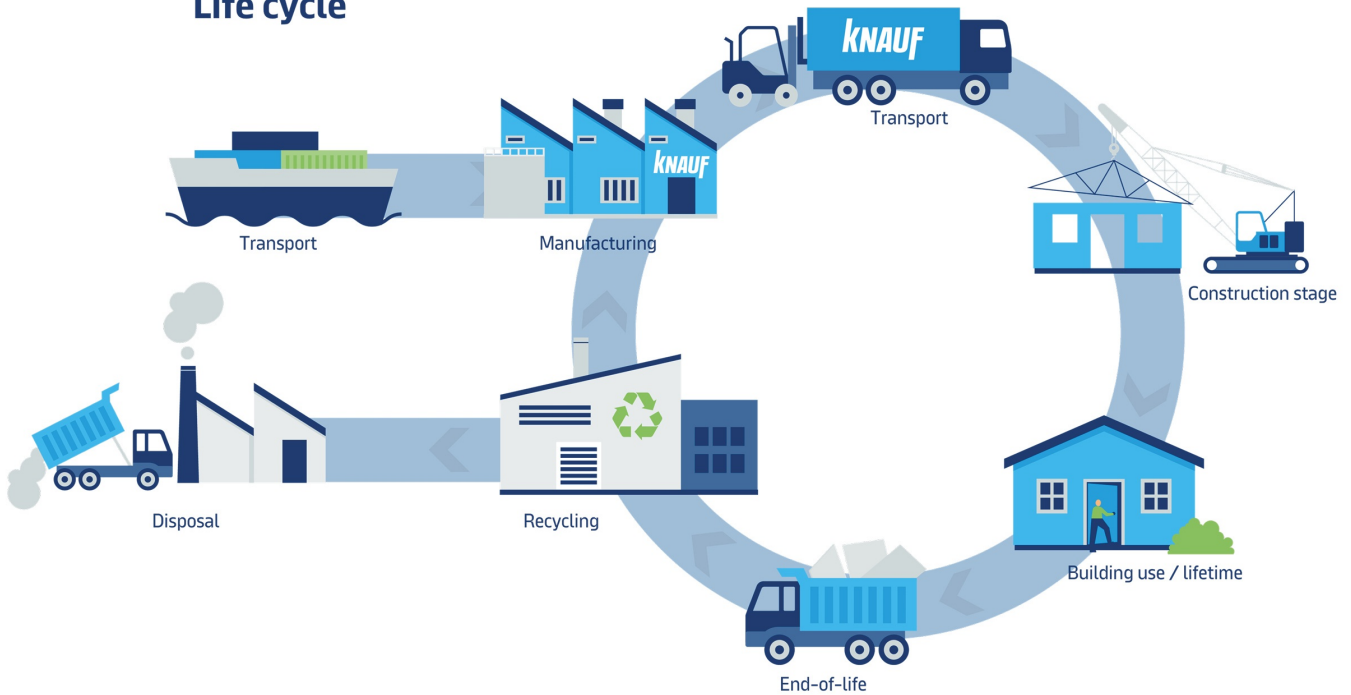 Life cycle
KNAUF
Transport
KNAUF
Transport
Manufacturing
Construction stage
Disposal
Recycling
Building use / lifetime
End-of-life